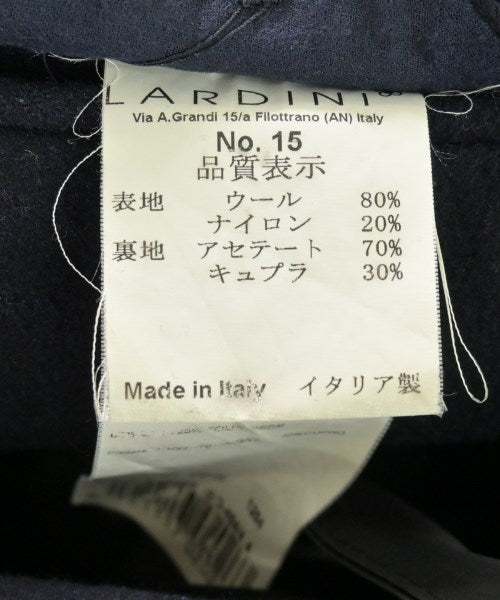 LARDINI®
Via A.Grandi 15/a Filottrano (AN) Italy
No. 15
品質表示
表地 ウール 80%
ナイロン 20%
裏地 アセテート 70%
キュプラ 30%
Made in Italy イタリア製